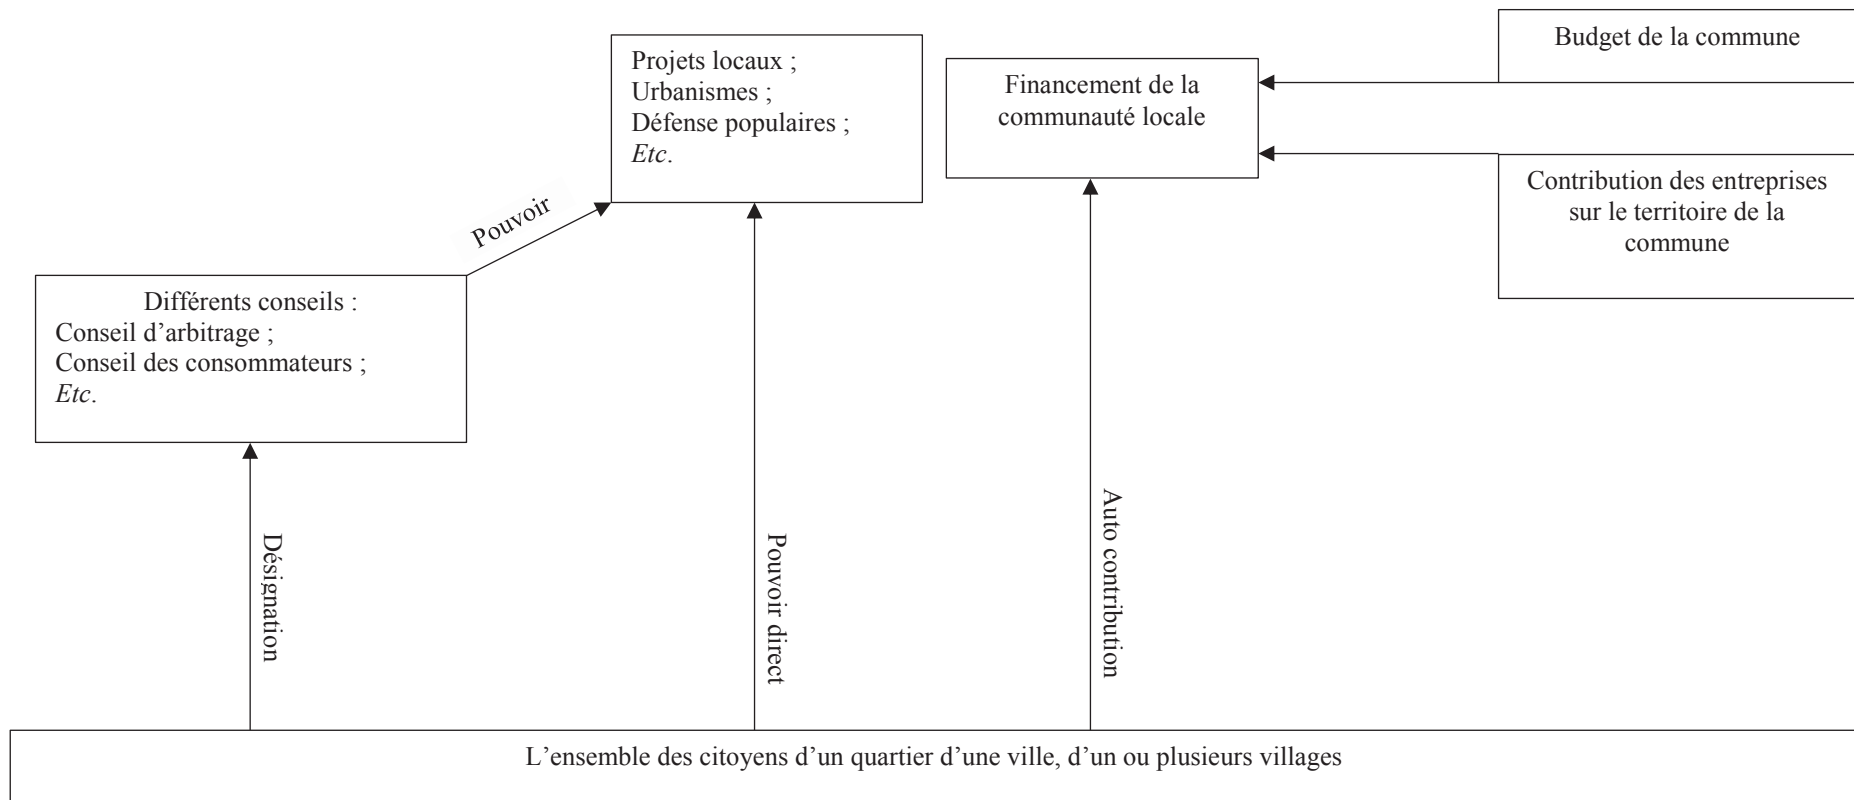 Budget de la commune
Projets locaux ;
Urbanismes ;
Défense populaires ;
Etc.
Financement de la
communauté locale
Contribution des entreprises
sur le territoire de la
commune
Pouvoir
Différents conseils :
Conseil d’arbitrage ;
Conseil des consommateurs ;
Etc.
Désignation
Pouvoir direct
Auto contribution
L’ensemble des citoyens d’un quartier d’une ville, d’un ou plusieurs villages